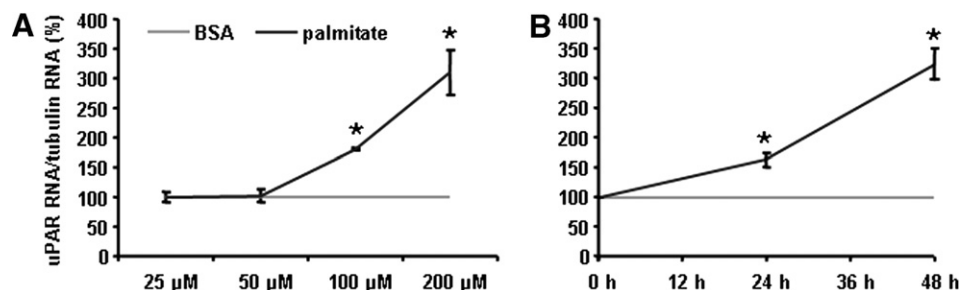 A
BSA
palmitate
uPAR RNA/tubulin RNA (%)
400
350
300
250
200
150
100
50
0
*
*
25 µM
50 µM
100 µM
200 µM
B
400
350
300
250
200
150
100
50
0
*
*
0 h
12 h
24 h
36 h
48 h